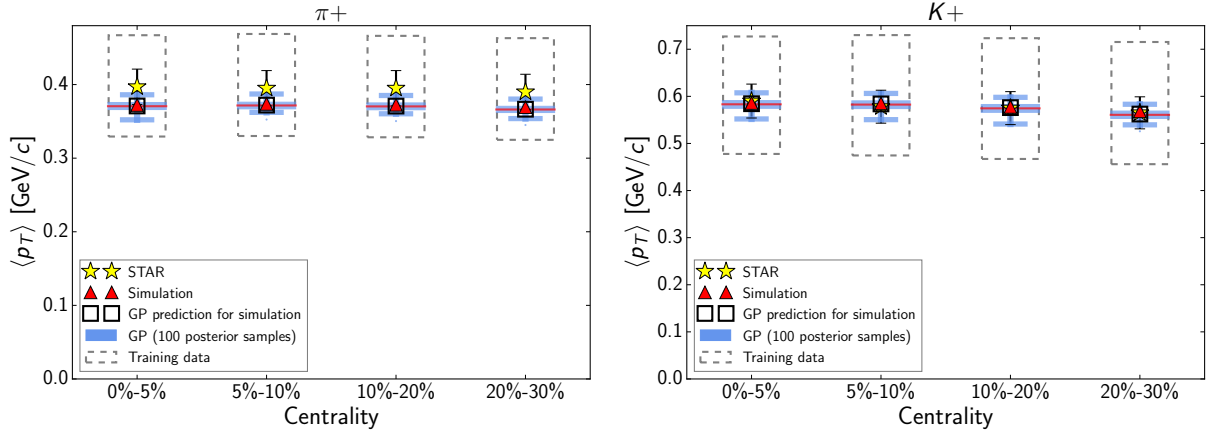 π+
⟨p_T⟩ [GeV/c]
0.4
0.3
0.2
0.1
0.0
STAR
Simulation
GP prediction for simulation
GP (100 posterior samples)
Training data
0%-5% 5%-10% 10%-20% 20%-30%
Centrality
K+
⟨p_T⟩ [GeV/c]
0.7
0.6
0.5
0.4
0.3
0.2
0.1
0.0
STAR
Simulation
GP prediction for simulation
GP (100 posterior samples)
Training data
0%-5% 5%-10% 10%-20% 20%-30%
Centrality